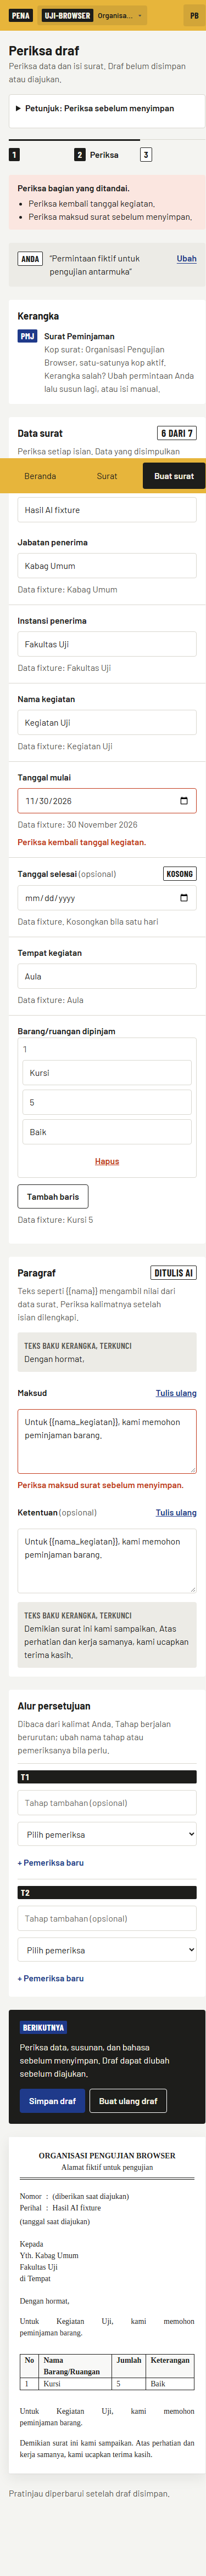 PENA UJI-BROWSER Organisa... PB
Periksa draf
Periksa data dan isi surat. Draf belum disimpan
atau diajukan.
Petunjuk: Periksa sebelum menyimpan
1 2 Periksa 3
Periksa bagian yang ditandai.
Periksa kembali tanggal kegiatan.
Periksa maksud surat sebelum menyimpan.
ANDA "Permintaan fiktif untuk Ubah
pengujian antarmuka"
Kerangka
PMJ Surat Peminjaman
Kop surat: Organisasi Pengujian
Browser, satu-satunya kop aktif.
Kerangka salah? Ubah permintaan Anda
lalu susun lagi, atau isi manual.
Data surat 6 DARI 7
Periksa setiap isian. Data yang disimpulkan
Beranda Surat Buat surat
Hasil AI fixture
Jabatan penerima
Kabag Umum
Data fixture: Kabag Umum
Instansi penerima
Fakultas Uji
Data fixture: Fakultas Uji
Nama kegiatan
Kegiatan Uji
Data fixture: Kegiatan Uji
Tanggal mulai
11/30/2026
Data fixture: 30 November 2026
Periksa kembali tanggal kegiatan.
Tanggal selesai (opsional) KOSONG
mm/dd/yyyy
Data fixture. Kosongkan bila satu hari
Tempat kegiatan
Aula
Data fixture: Aula
Barang/ruangan dipinjam
1
Kursi
5
Baik
Hapus
Tambah baris
Data fixture: Kursi 5
Paragraf DITULIS AI
Teks seperti {{nama}} mengambil nilai dari
data surat. Periksa kalimatnya setelah
isian dilengkapi.
TEKS BAKU KERANGKA, TERKUNCI
Dengan hormat,
Maksud Tulis ulang
Untuk {{nama_kegiatan}}, kami memohon
peminjaman barang.
Periksa maksud surat sebelum menyimpan.
Ketentuan (opsional) Tulis ulang
Untuk {{nama_kegiatan}}, kami memohon
peminjaman barang.
TEKS BAKU KERANGKA, TERKUNCI
Demikian surat ini kami sampaikan. Atas
perhatian dan kerja samanya, kami ucapkan
terima kasih.
Alur persetujuan
Dibaca dari kalimat Anda. Tahap berjalan
berurutan; ubah nama tahap atau
pemeriksanya bila perlu.
T1
Tahap tambahan (opsional)
Pilih pemeriksa
+ Pemeriksa baru
T2
Tahap tambahan (opsional)
Pilih pemeriksa
+ Pemeriksa baru
BERIKUTNYA
Periksa data, susunan, dan bahasa
sebelum menyimpan. Draf dapat diubah
sebelum diajukan.
Simpan draf Buat ulang draf
ORGANISASI PENGUJIAN BROWSER
Alamat fiktif untuk pengujian
Nomor : (diberikan saat diajukan)
Perihal : Hasil AI fixture
(tanggal saat diajukan)
Kepada
Yth. Kabag Umum
Fakultas Uji
di Tempat
Dengan hormat,
Untuk Kegiatan Uji, kami memohon
peminjaman barang.
No Nama Jumlah Keterangan
Barang/Ruangan
1 Kursi 5 Baik
Untuk Kegiatan Uji, kami memohon
peminjaman barang.
Demikian surat ini kami sampaikan. Atas perhatian dan
kerja samanya, kami ucapkan terima kasih.
Pratinjau diperbarui setelah draf disimpan.